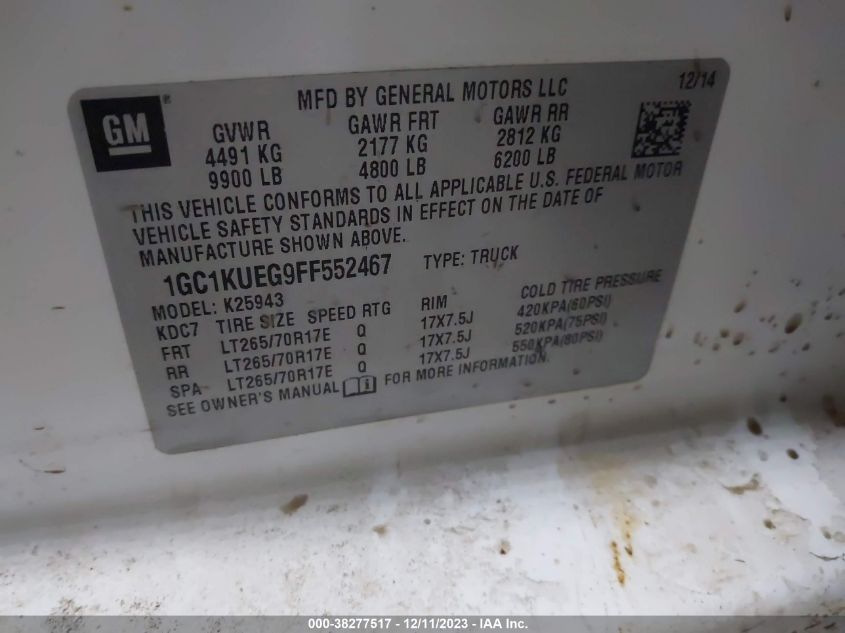 MFD BY GENERAL MOTORS LLC 12/14
GM ®
GVWR GAWR FRT GAWR RR
4491 KG 2177 KG 2812 KG
9900 LB 4800 LB 6200 LB
THIS VEHICLE CONFORMS TO ALL APPLICABLE U.S. FEDERAL MOTOR
VEHICLE SAFETY STANDARDS IN EFFECT ON THE DATE OF
MANUFACTURE SHOWN ABOVE.
1GC1KUEG9FF552467 TYPE: TRUCK
MODEL: K25943
KDC7 TIRE SIZE SPEED RTG RIM COLD TIRE PRESSURE
FRT LT265/70R17E Q 17X7.5J 420KPA(60PSI)
RR LT265/70R17E Q 17X7.5J 520KPA(75PSI)
SPA LT265/70R17E Q 17X7.5J 550KPA(80PSI)
SEE OWNER'S MANUAL FOR MORE INFORMATION.
000-38277517 - 12/11/2023 - IAA Inc.